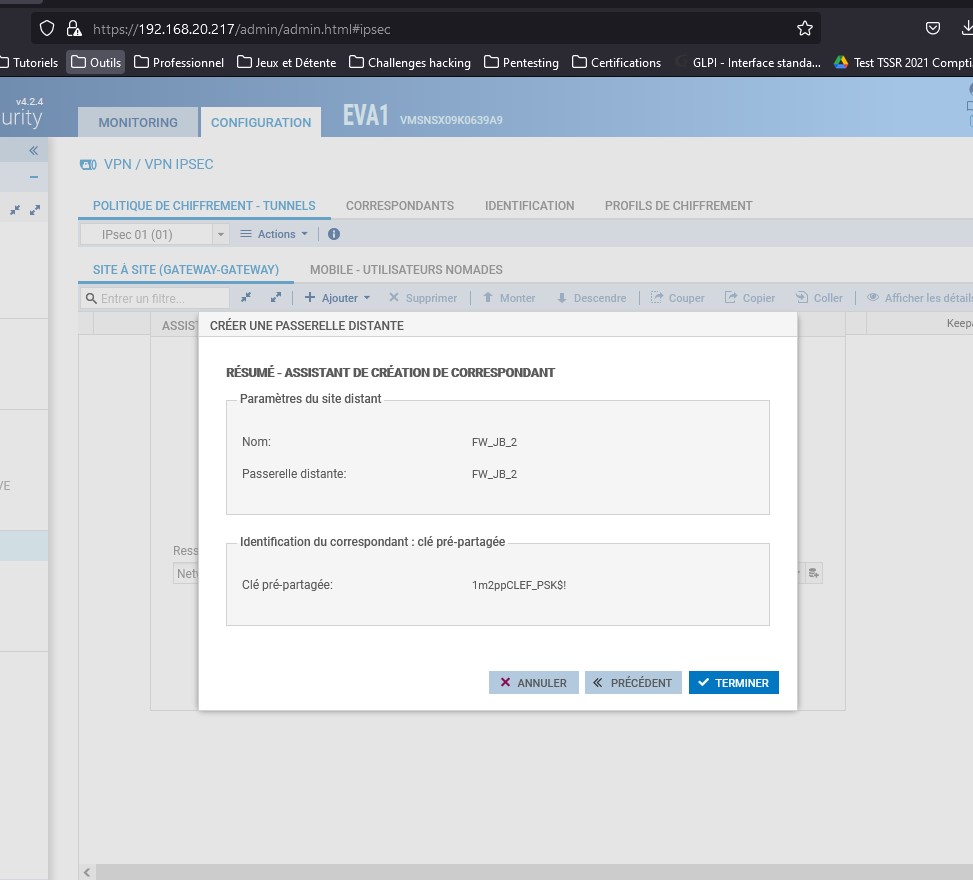 https://192.168.20.217/admin/admin.html#ipsec
Tutoriels Outils Professionnel Jeux et Détente Challenges hacking Pentesting Certifications GLPI - Interface standa... Test TSSR 2021 Compti
v4.2.4
urity
MONITORING CONFIGURATION EVA1 VMSNSX09K0639A9
VPN / VPN IPSEC
POLITIQUE DE CHIFFREMENT - TUNNELS CORRESPONDANTS IDENTIFICATION PROFILS DE CHIFFREMENT
IPsec 01 (01) Actions
SITE À SITE (GATEWAY-GATEWAY) MOBILE - UTILISATEURS NOMADES
Entrer un filtre... Ajouter Supprimer Monter Descendre Couper Copier Coller Afficher les détails
ASSIS Keepa
CRÉER UNE PASSERELLE DISTANTE
RÉSUMÉ - ASSISTANT DE CRÉATION DE CORRESPONDANT
Paramètres du site distant
Nom: FW_JB_2
Passerelle distante: FW_JB_2
VE
Identification du correspondant : clé pré-partagée
Ress
Netw
Clé pré-partagée: 1m2ppCLEF_PSK$!
ANNULER PRÉCÉDENT TERMINER